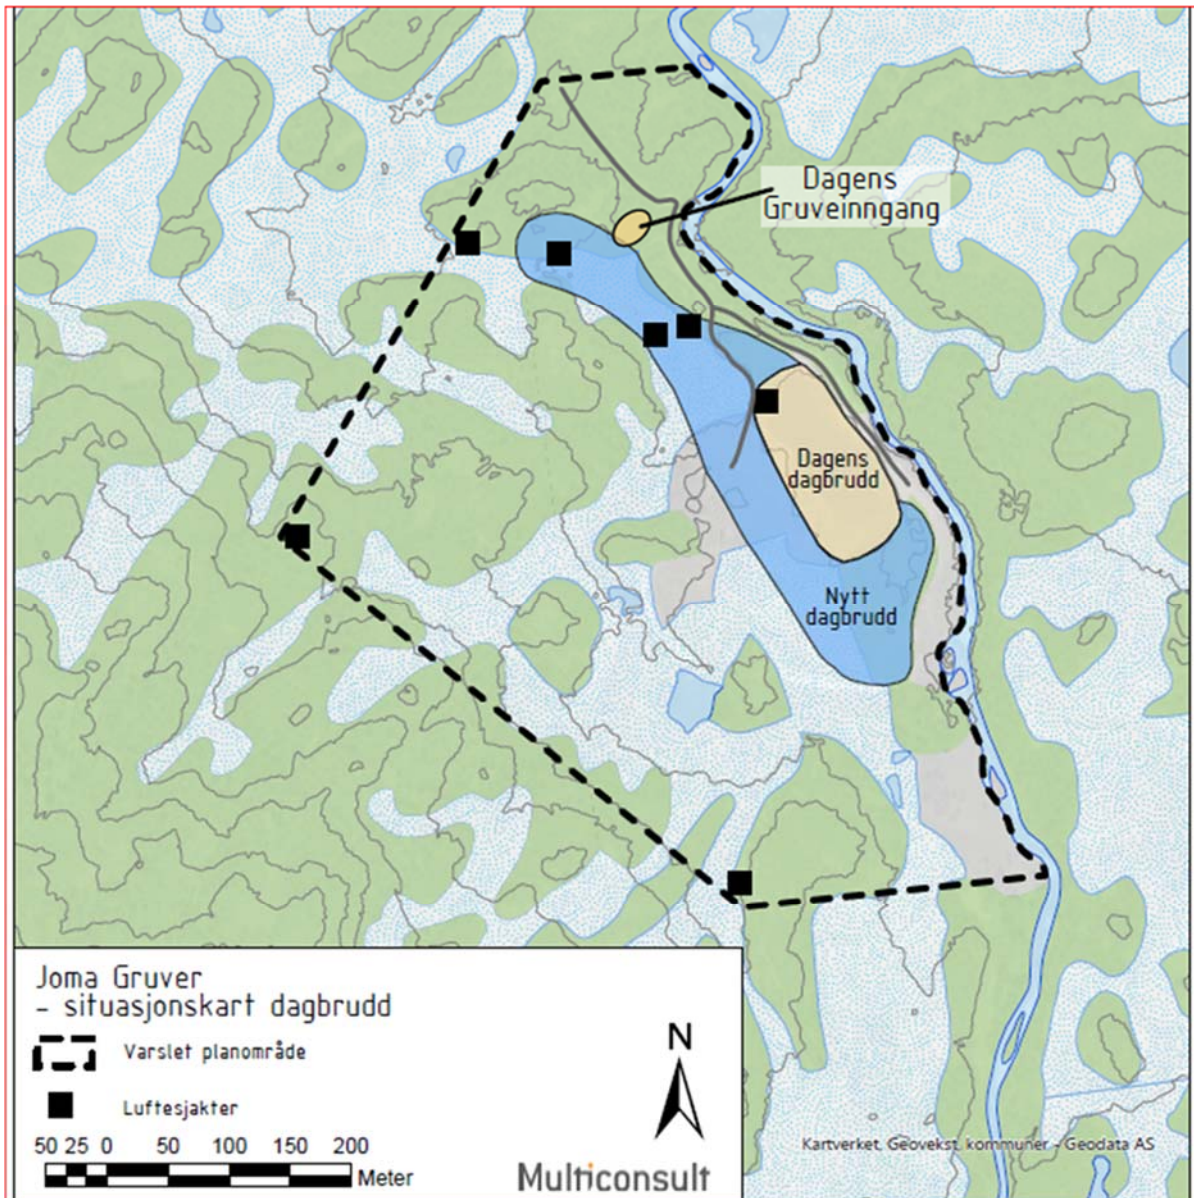 Dagens
Gruveinngang
Dagens
dagbrudd
Nytt
dagbrudd
Joma Gruver
- situasjonskart dagbrudd
Varslet planområde
Luftesjakter
N
50 25 0 50 100 150 200
Meter
Multiconsult
Kartverket, Geovekst, kommuner - Geodata AS